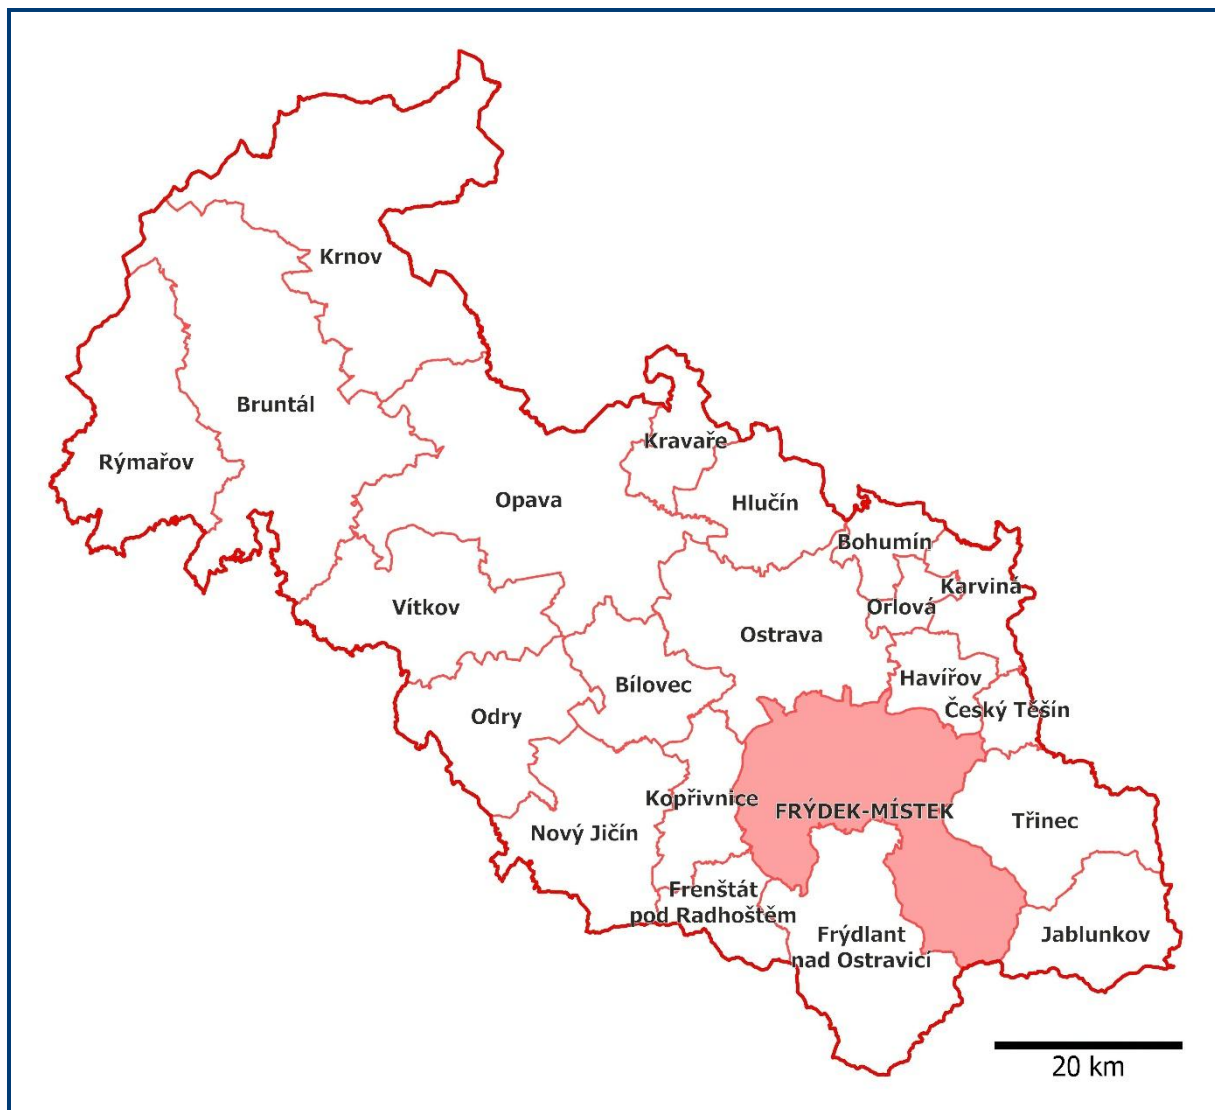 Krnov
Bruntál
Rýmařov
Kravaře
Opava
Hlučín
Bohumín
Karviná
Orlová
Vítkov
Ostrava
Havířov
Bílovec
Český Těšín
Odry
Kopřivnice
FRÝDEK-MÍSTEK
Třinec
Nový Jičín
Frenštát
pod Radhoštěm
Frýdlant
nad Ostravicí
Jablunkov
20 km